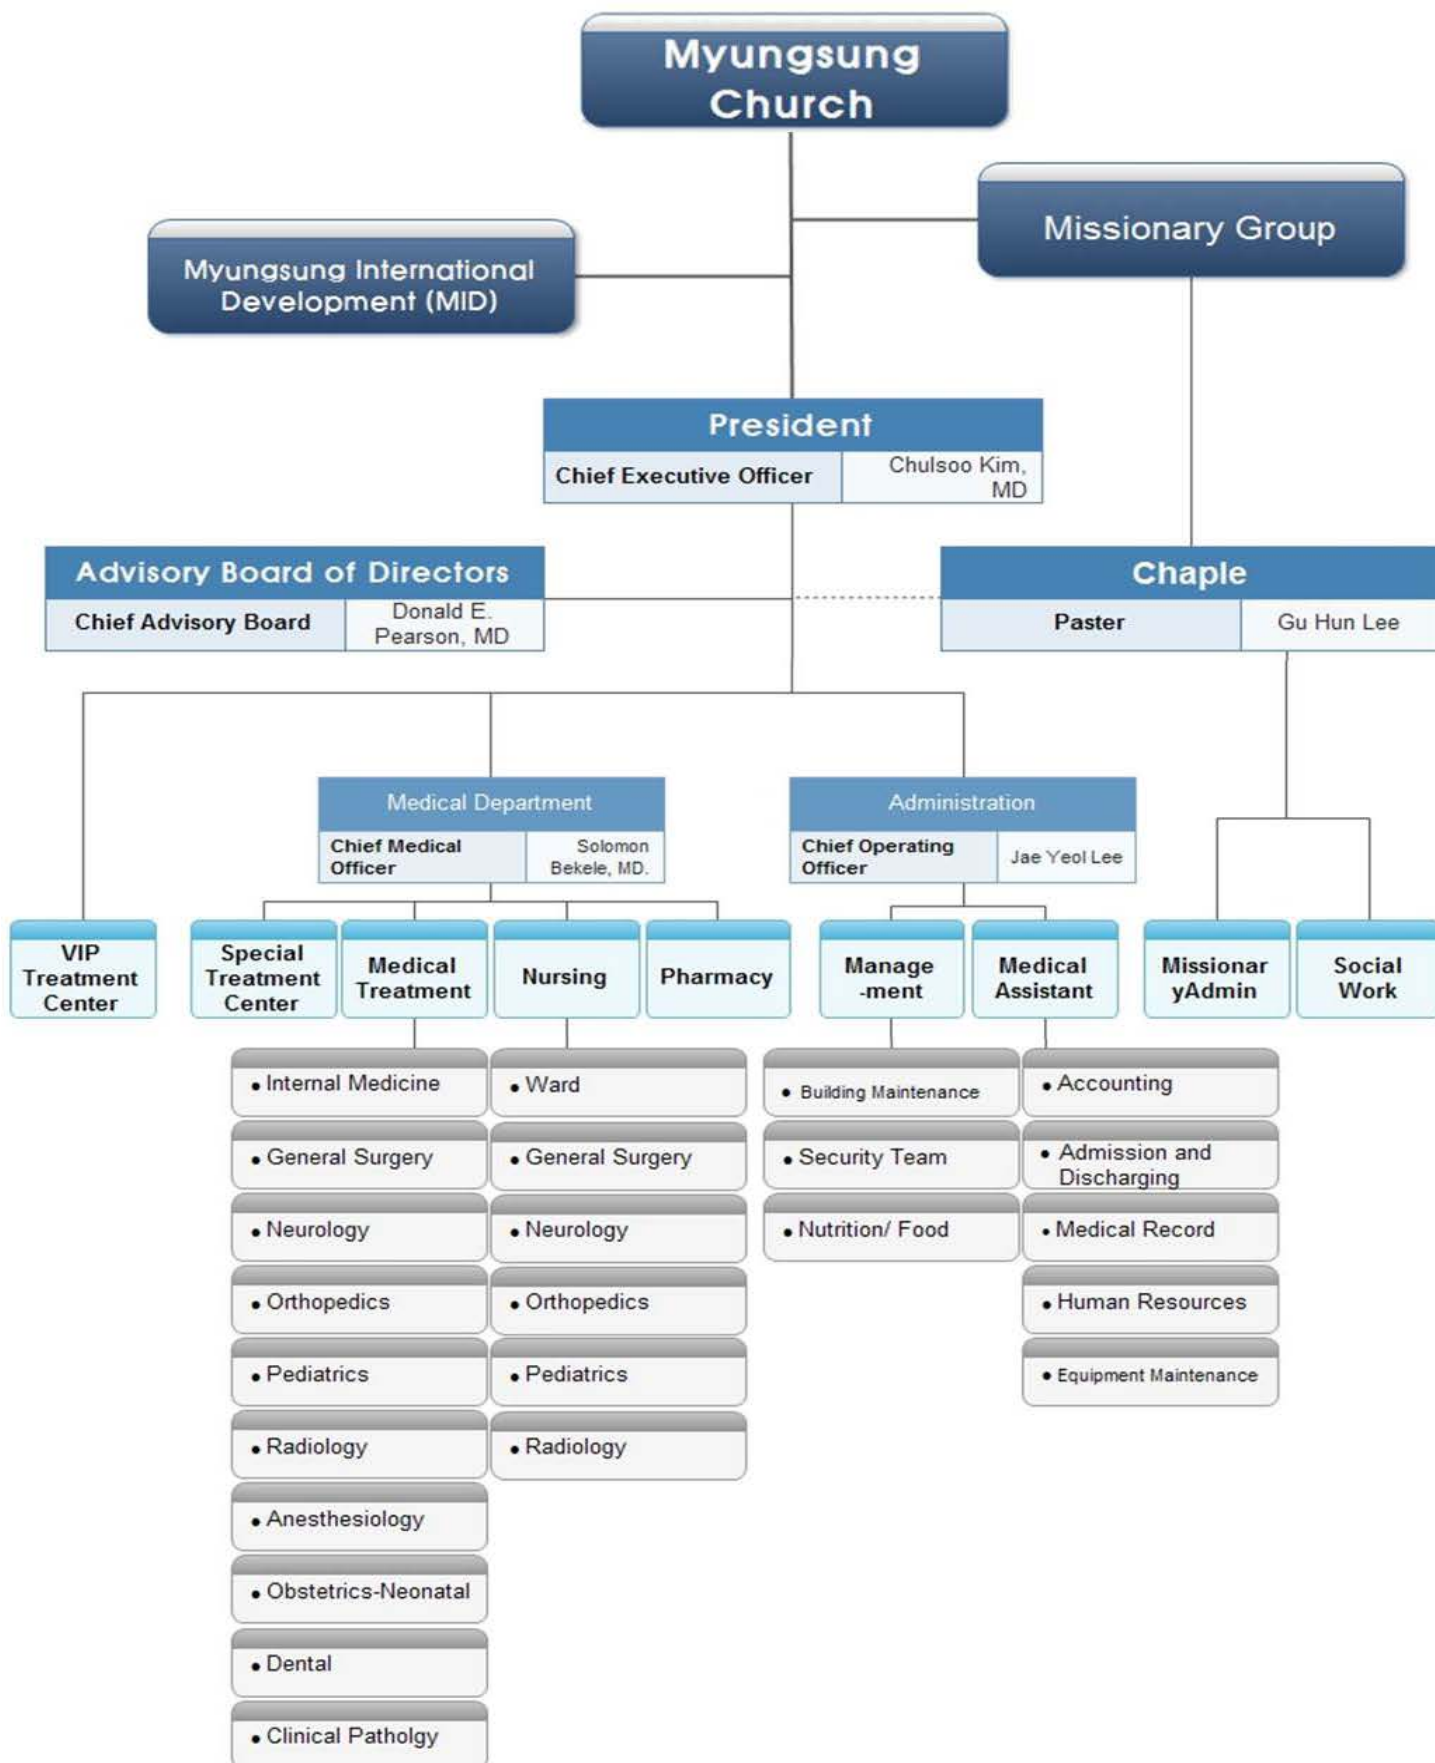 Myungsung
Church
Missionary Group
Myungsung International
Development (MID)
President
Chief Executive Officer
Chulsoo Kim,
MD
Advisory Board of Directors
Chief Advisory Board
Donald E.
Pearson, MD
Chaple
Paster
Gu Hun Lee
Medical Department
Chief Medical
Officer
Solomon
Bekele, MD.
Administration
Chief Operating
Officer
Jae Yeol Lee
VIP
Treatment
Center
Special
Treatment
Center
Medical
Treatment
Nursing
Pharmacy
Manage
-ment
Medical
Assistant
Missionar
yAdmin
Social
Work
• Internal Medicine
• General Surgery
• Neurology
• Orthopedics
• Pediatrics
• Radiology
• Anesthesiology
• Obstetrics-Neonatal
• Dental
• Clinical Patholgy
• Ward
• General Surgery
• Neurology
• Orthopedics
• Pediatrics
• Radiology
• Building Maintenance
• Security Team
• Nutrition/ Food
• Accounting
• Admission and
Discharging
• Medical Record
• Human Resources
• Equipment Maintenance